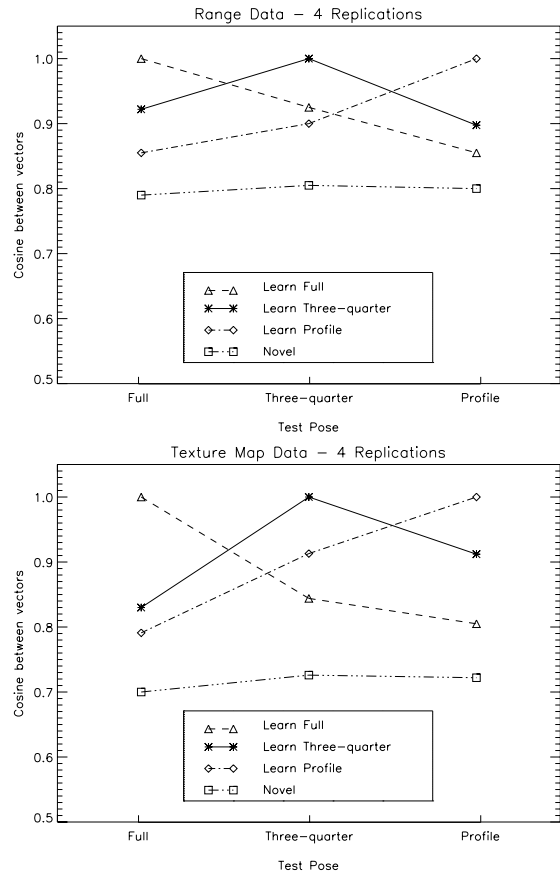 Range Data - 4 Replications
1.0
0.9
0.8
0.7
0.6
0.5
Cosine between vectors
Learn Full
Learn Three-quarter
Learn Profile
Novel
Full Three-quarter Profile
Test Pose
Texture Map Data - 4 Replications
1.0
0.9
0.8
0.7
0.6
0.5
Cosine between vectors
Learn Full
Learn Three-quarter
Learn Profile
Novel
Full Three-quarter Profile
Test Pose